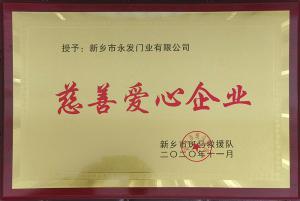 授予：新乡市永发门业有限公司
慈善爱心企业
新乡市 救援队
二〇二〇年十一月